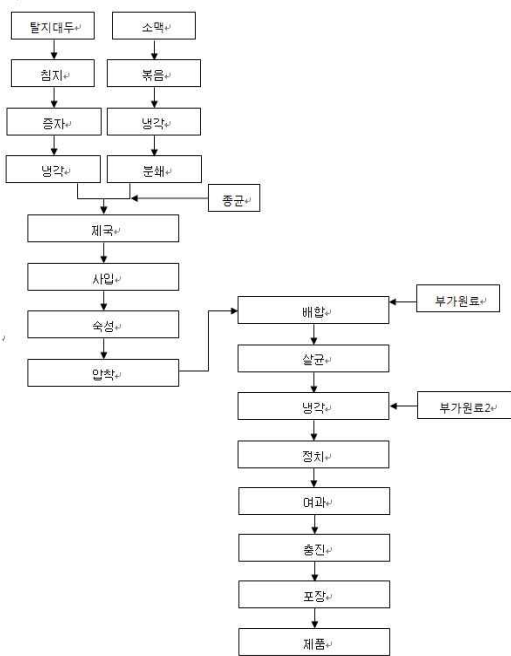 탈지대두
소맥
침지
볶음
증자
냉각
냉각
분쇄
종균
제국
사입
숙성
압착
배합
부가원료
살균
냉각
부가원료2
정치
여과
충진
포장
제품